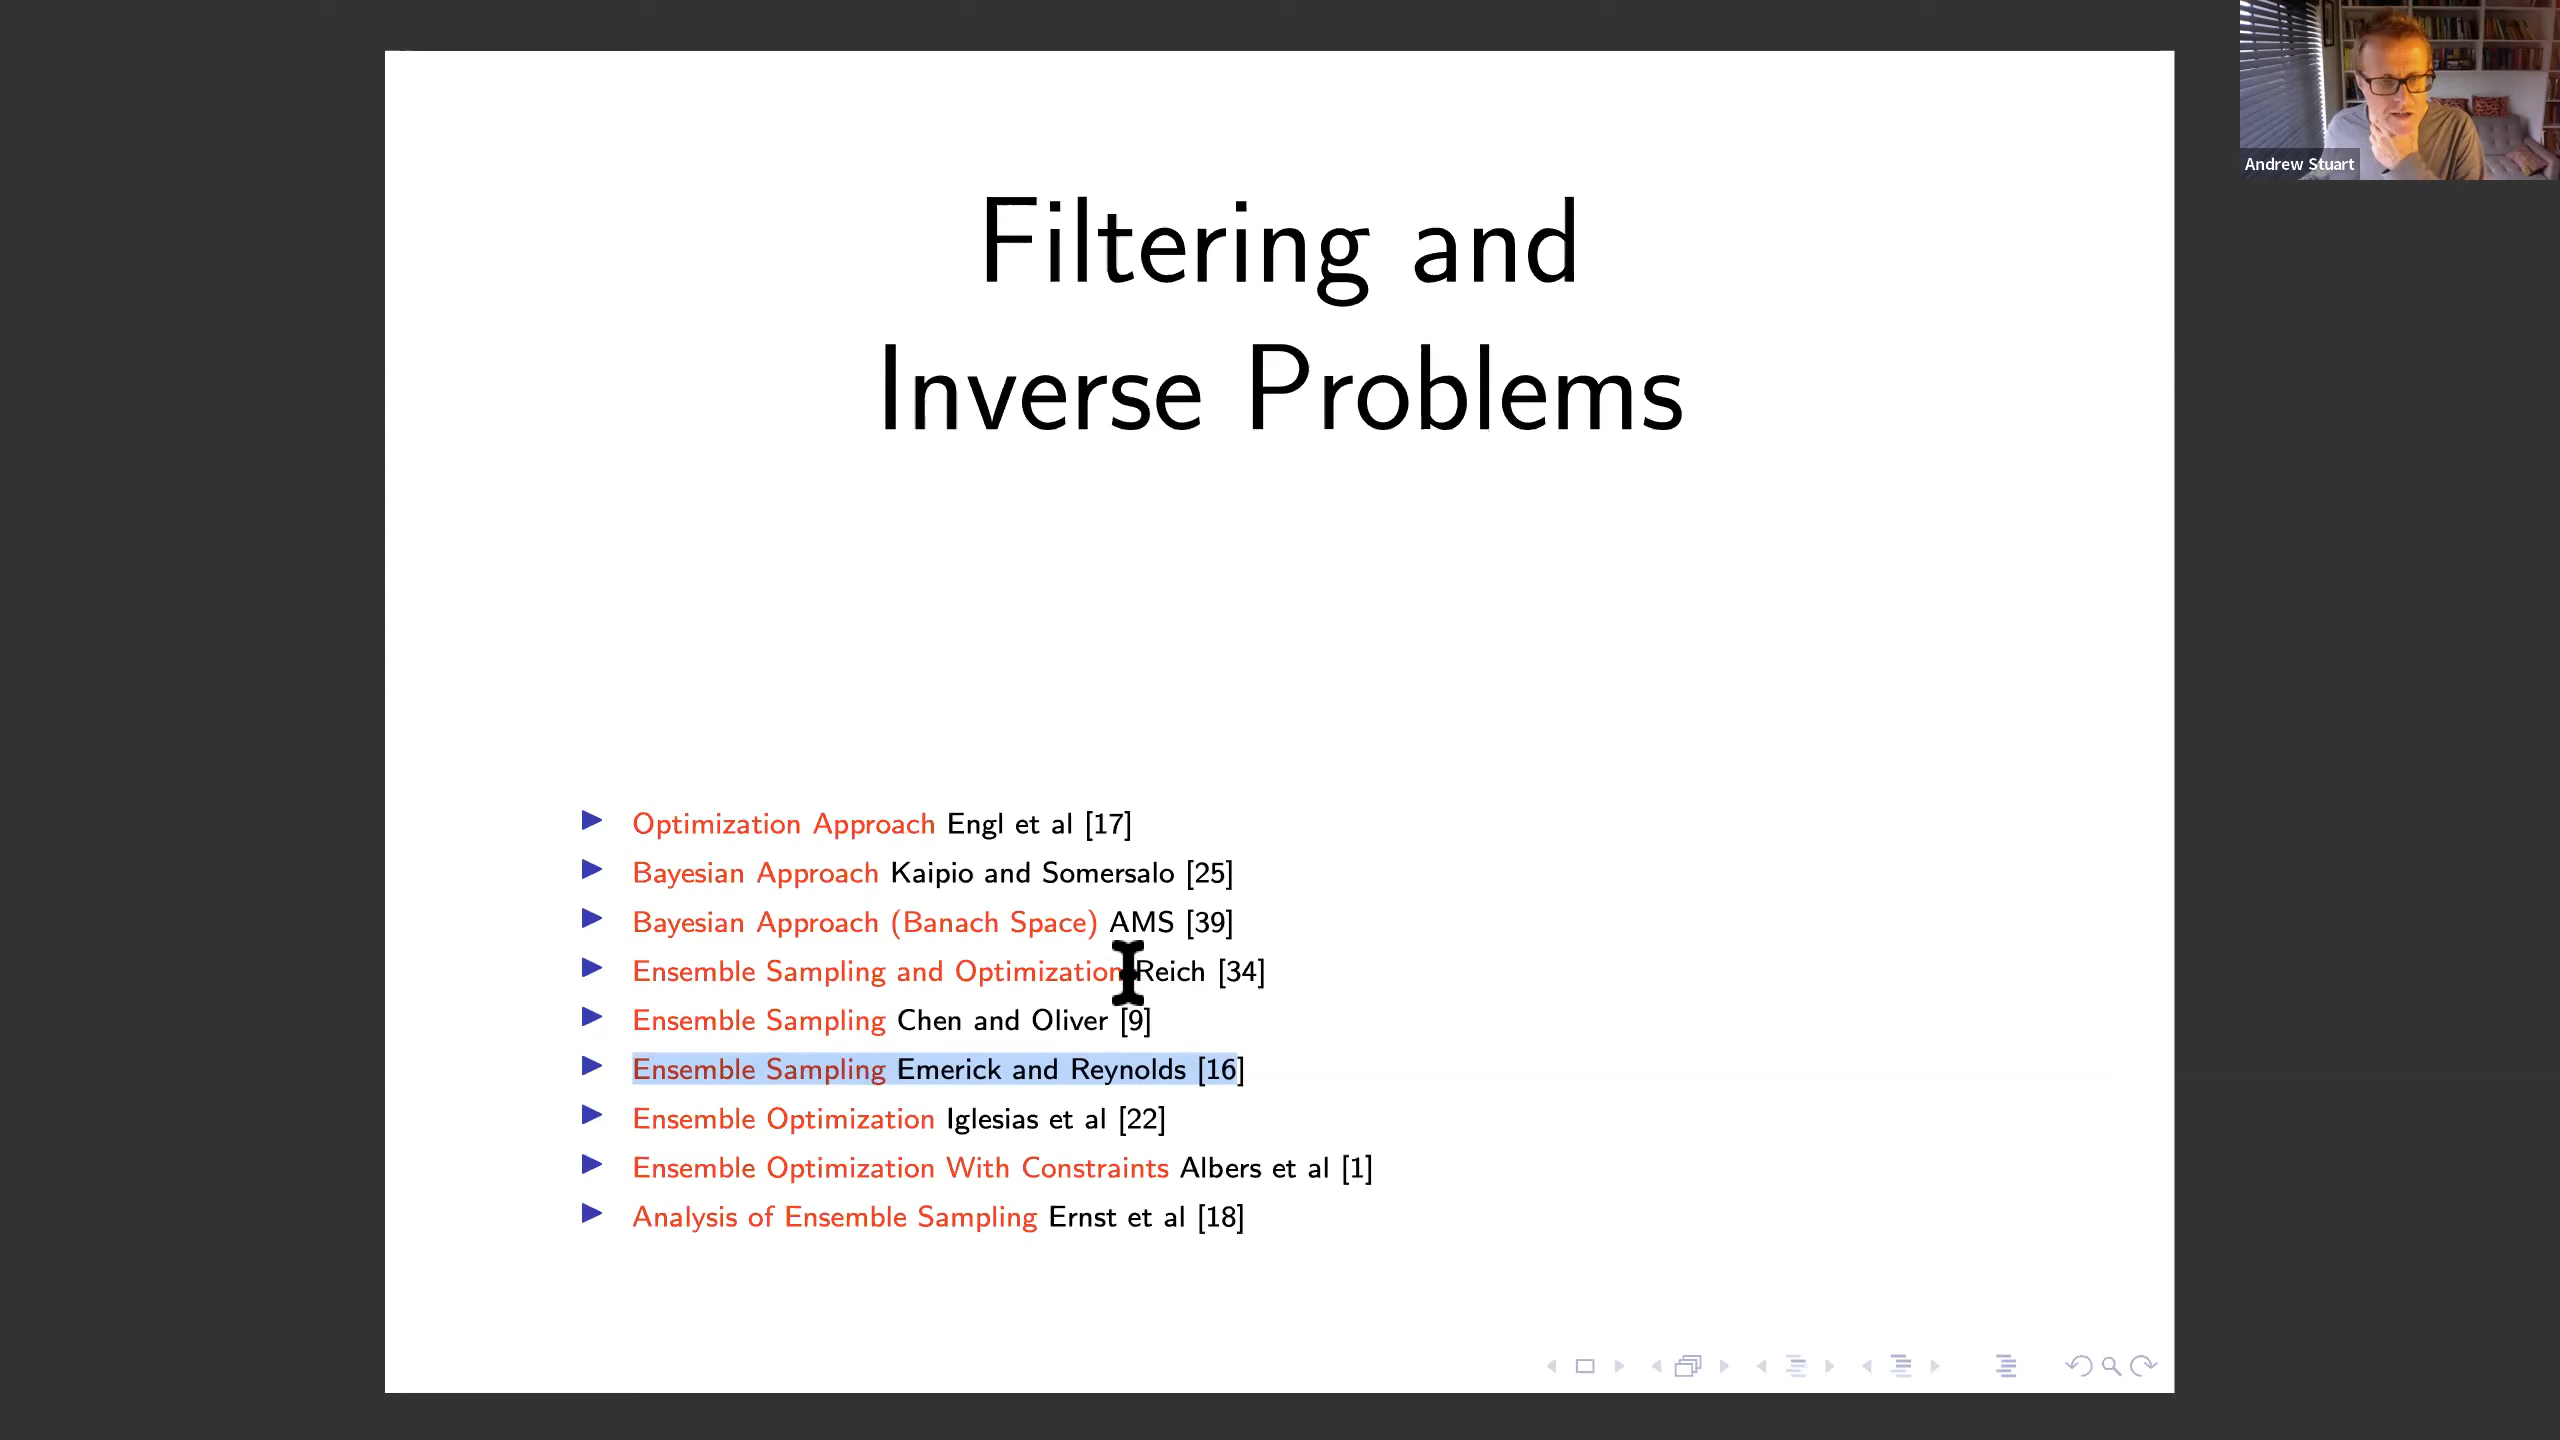 Andrew Stuart
Filtering and
Inverse Problems
Optimization Approach Engl et al [17]
Bayesian Approach Kaipio and Somersalo [25]
Bayesian Approach (Banach Space) AMS [39]
Ensemble Sampling and Optimization Reich [34]
Ensemble Sampling Chen and Oliver [9]
Ensemble Sampling Emerick and Reynolds [16]
Ensemble Optimization Iglesias et al [22]
Ensemble Optimization With Constraints Albers et al [1]
Analysis of Ensemble Sampling Ernst et al [18]